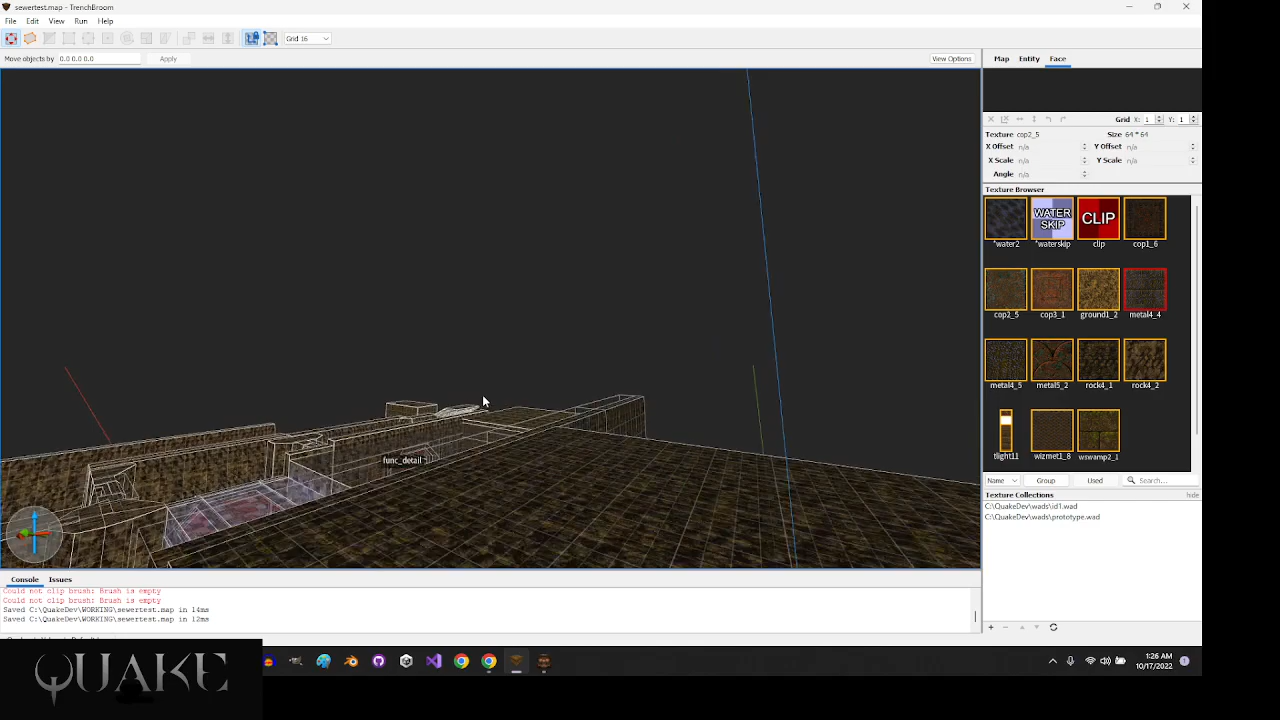 sewertest.map - TrenchBroom
File Edit View Run Help
Grid 16
Move objects by 0.0 0.0 0.0 Apply View Options
Map Entity Face
Grid X: 1 Y: 1
Texture cop2_5 Size 64 * 64
X Offset n/a Y Offset n/a
X Scale n/a Y Scale n/a
Angle n/a
Texture Browser
WATER SKIP CLIP
*water2 *waterskip clip cop1_6
cop2_5 cop3_1 ground1_2 metal4_4
metal4_5 metal5_2 rock4_1 rock4_2
tlight11 wizmet1_8 wswamp2_1
func_detail
Name Group Used Search...
Texture Collections hide
C:\QuakeDev\wads\id1.wad
C:\QuakeDev\wads\prototype.wad
Console Issues
Could not clip brush: Brush is empty
Could not clip brush: Brush is empty
Saved C:\QuakeDev\WORKING\sewertest.map in 14ms
Saved C:\QuakeDev\WORKING\sewertest.map in 12ms
QUAKE
1:26 AM
10/17/2022
1